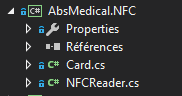 AbsMedical.NFC
Properties
Références
C# Card.cs
C# NFCReader.cs